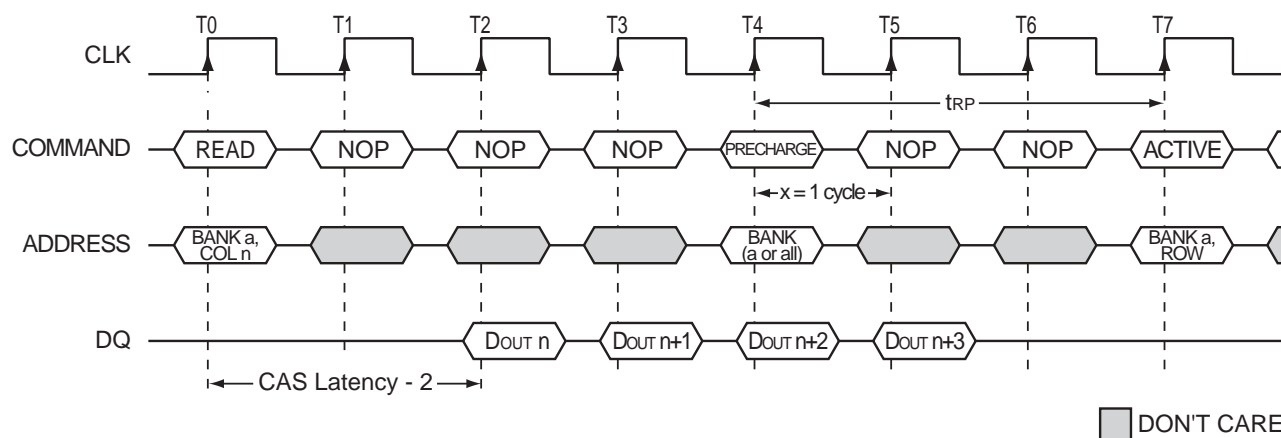 T0 T1 T2 T3 T4 T5 T6 T7
CLK
tRP
COMMAND READ NOP NOP NOP PRECHARGE NOP NOP ACTIVE
x = 1 cycle
ADDRESS BANK a, COL n BANK (a or all) BANK a, ROW
DQ DOUT n DOUT n+1 DOUT n+2 DOUT n+3
CAS Latency - 2
DON'T CARE